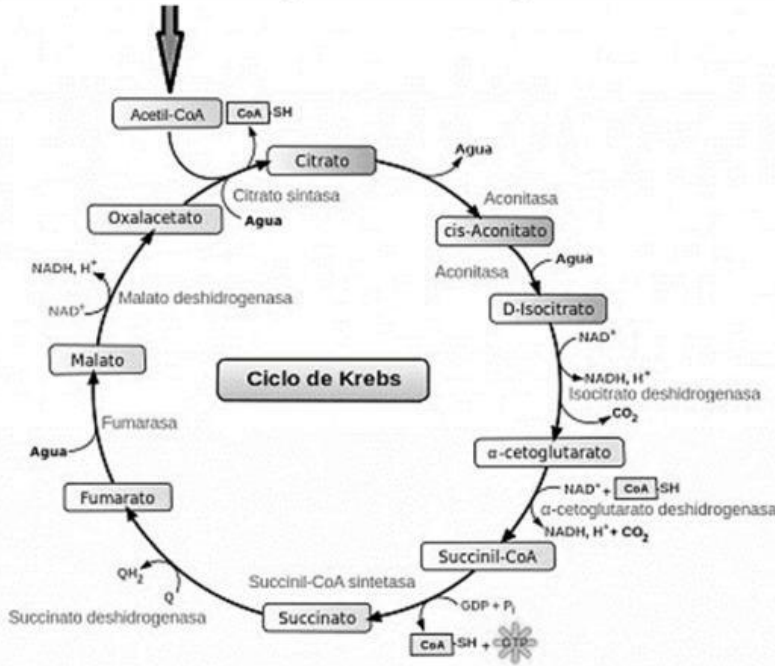 Acetil-CoA
CoA-SH
Citrato
Agua
Citrato sintasa
Agua
Aconitasa
Oxalacetato
cis-Aconitato
Aconitasa
Agua
NADH, H⁺
Malato deshidrogenasa
NAD⁺
D-Isocitrato
NAD⁺
Malato
Ciclo de Krebs
NADH, H⁺
Isocitrato deshidrogenasa
CO₂
Fumarasa
Agua
α-cetoglutarato
Fumarato
NAD⁺ + CoA-SH
α-cetoglutarato deshidrogenasa
NADH, H⁺ + CO₂
Succinil-CoA
QH₂
Q
Succinil-CoA sintetasa
Succinato deshidrogenasa
Succinato
GDP + Pᵢ
CoA-SH + GTP